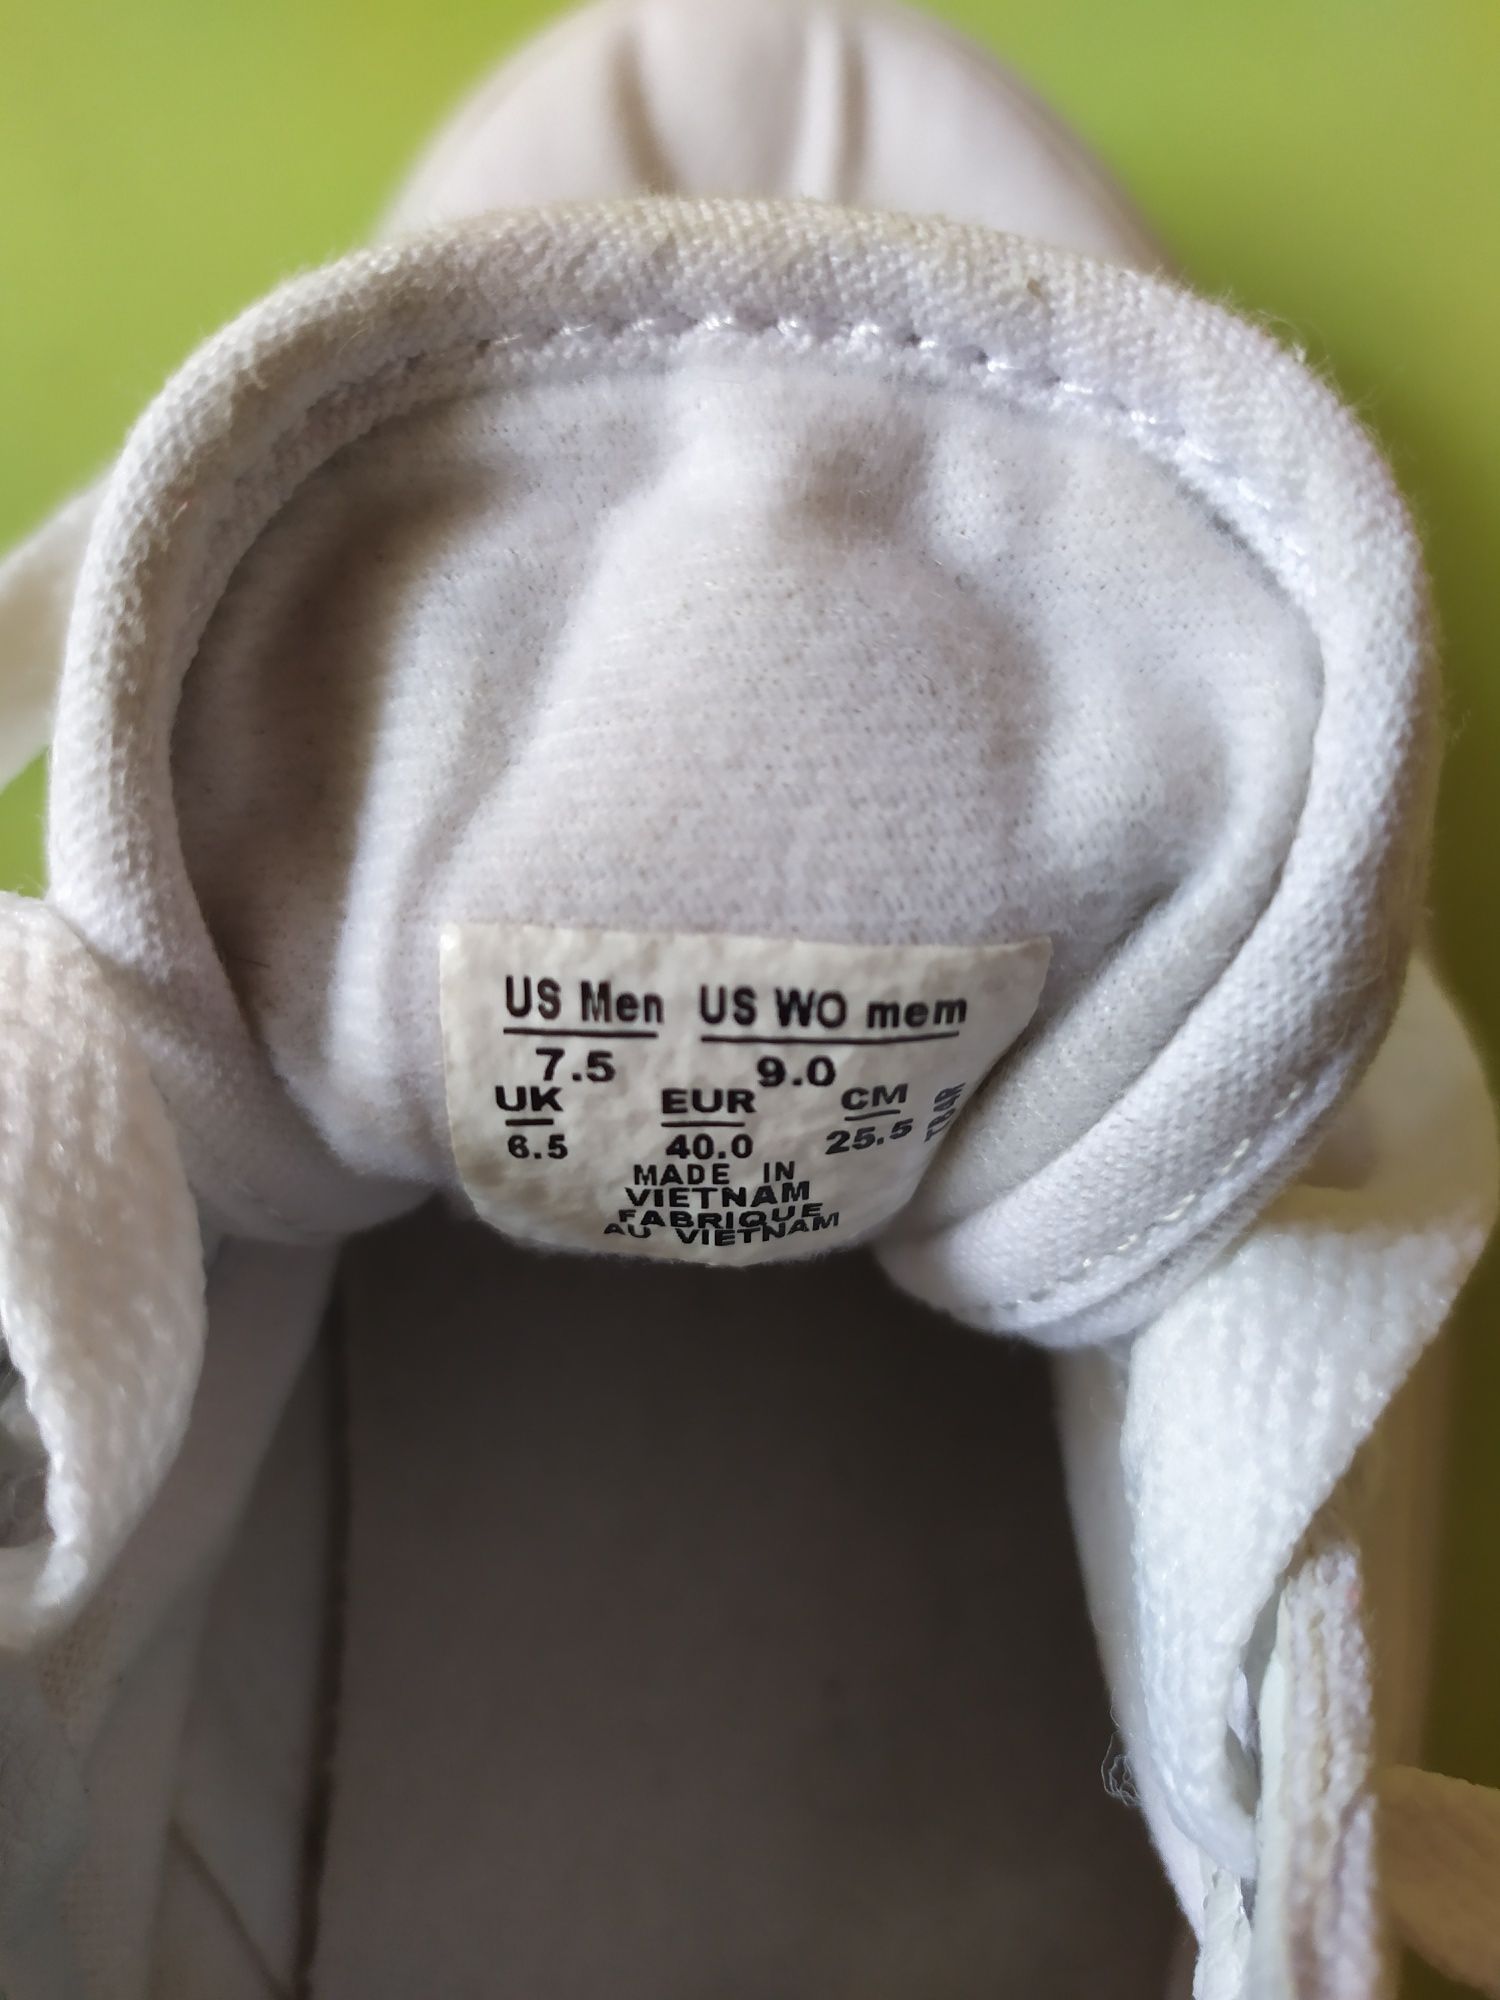 US Men US WO mem
7.5 9.0
UK EUR CM
6.5 40.0 25.5
MADE IN
VIETNAM
FABRIQUE
AU VIETNAM